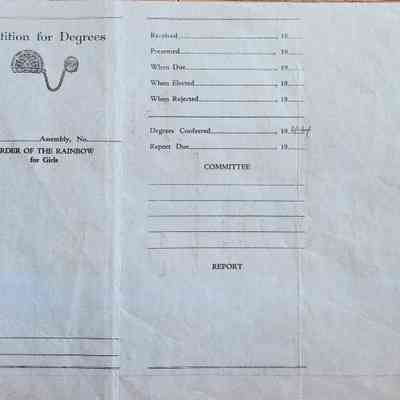 tition for Degrees
Assembly, No.
RDER OF THE RAINBOW
for Girls
Received 19
Presented 19
When Due 19
When Elected 19
When Rejected 19
Degrees Conferred 19
Report Due 19
COMMITTEE
REPORT